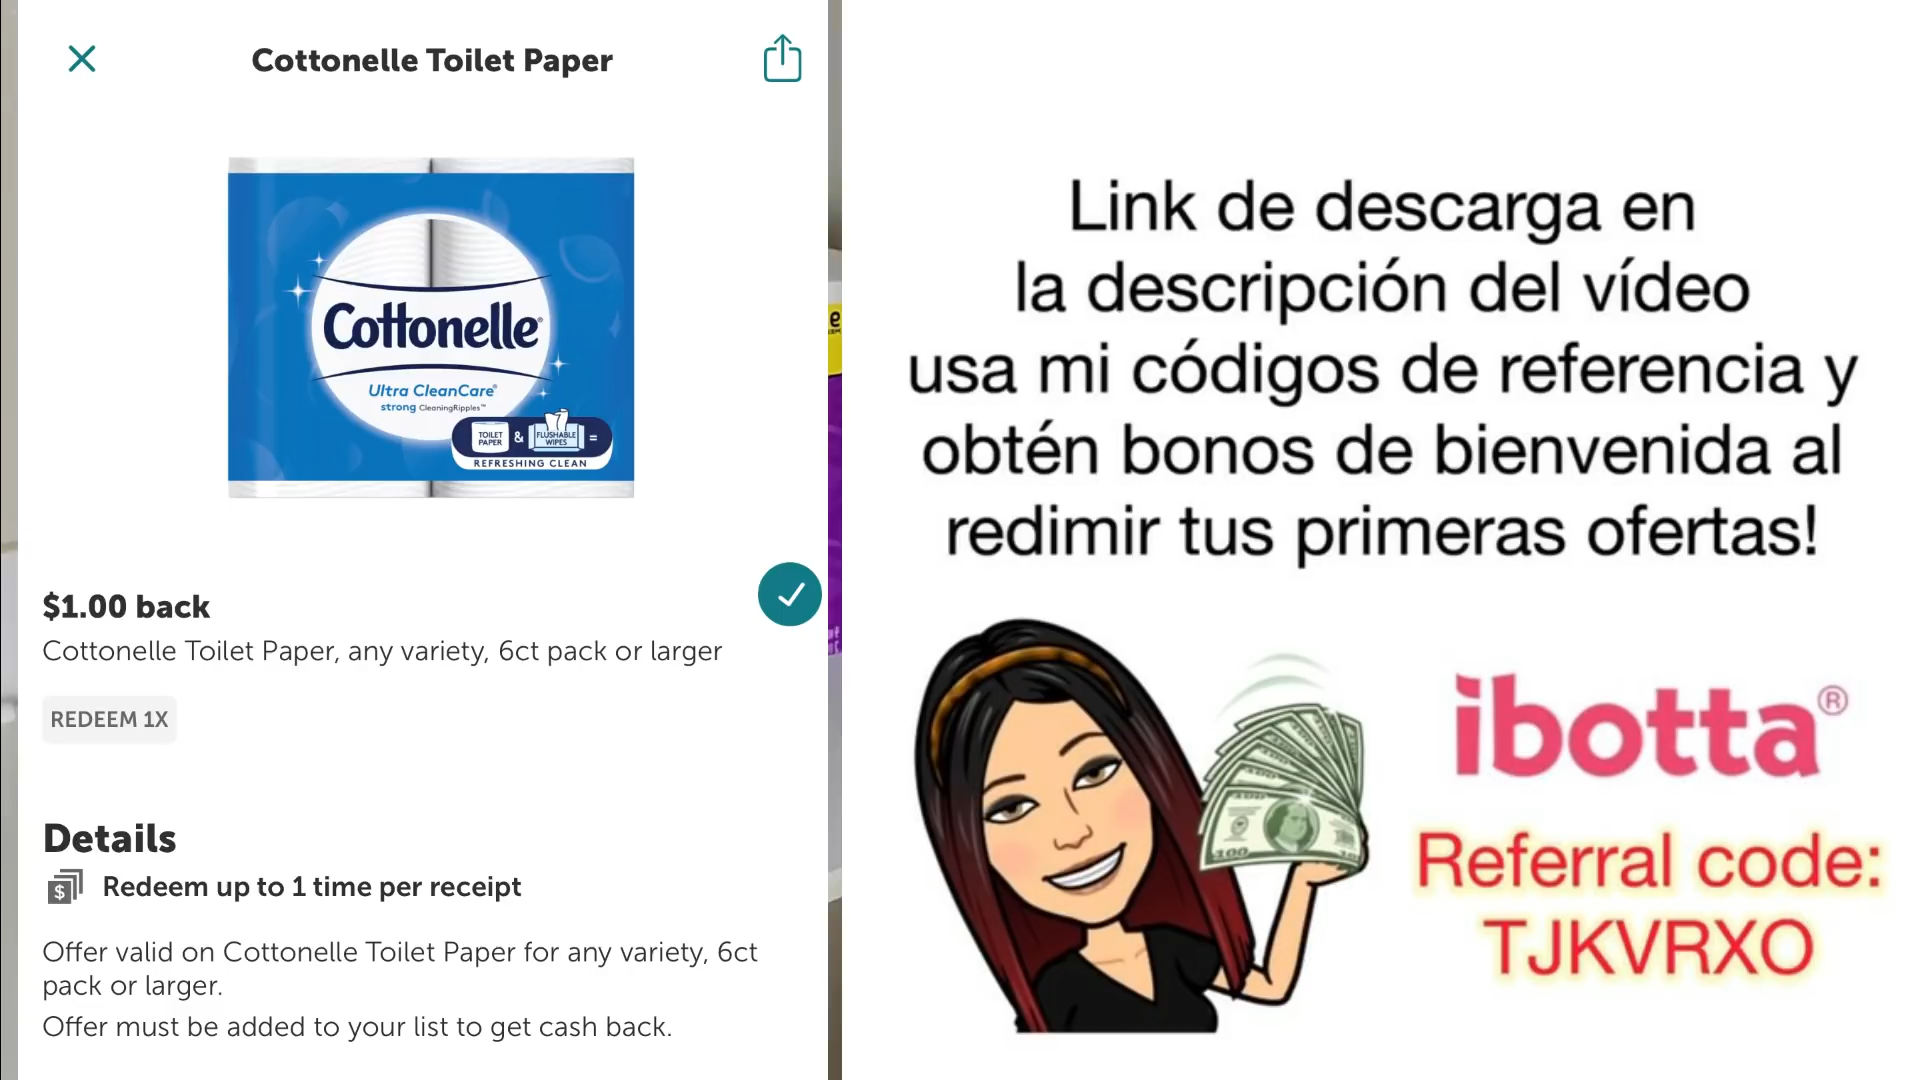 Cottonelle Toilet Paper
Cottonelle®
Ultra CleanCare®
strong CleaningRipples™
TOILET PAPER & FLUSHABLE WIPES =
REFRESHING CLEAN
$1.00 back
Cottonelle Toilet Paper, any variety, 6ct pack or larger
REDEEM 1X
Details
$ Redeem up to 1 time per receipt
Offer valid on Cottonelle Toilet Paper for any variety, 6ct
pack or larger.
Offer must be added to your list to get cash back.
Link de descarga en
la descripción del vídeo
usa mi códigos de referencia y
obtén bonos de bienvenida al
redimir tus primeras ofertas!
100
ibotta®
Referral code:
TJKVRXO